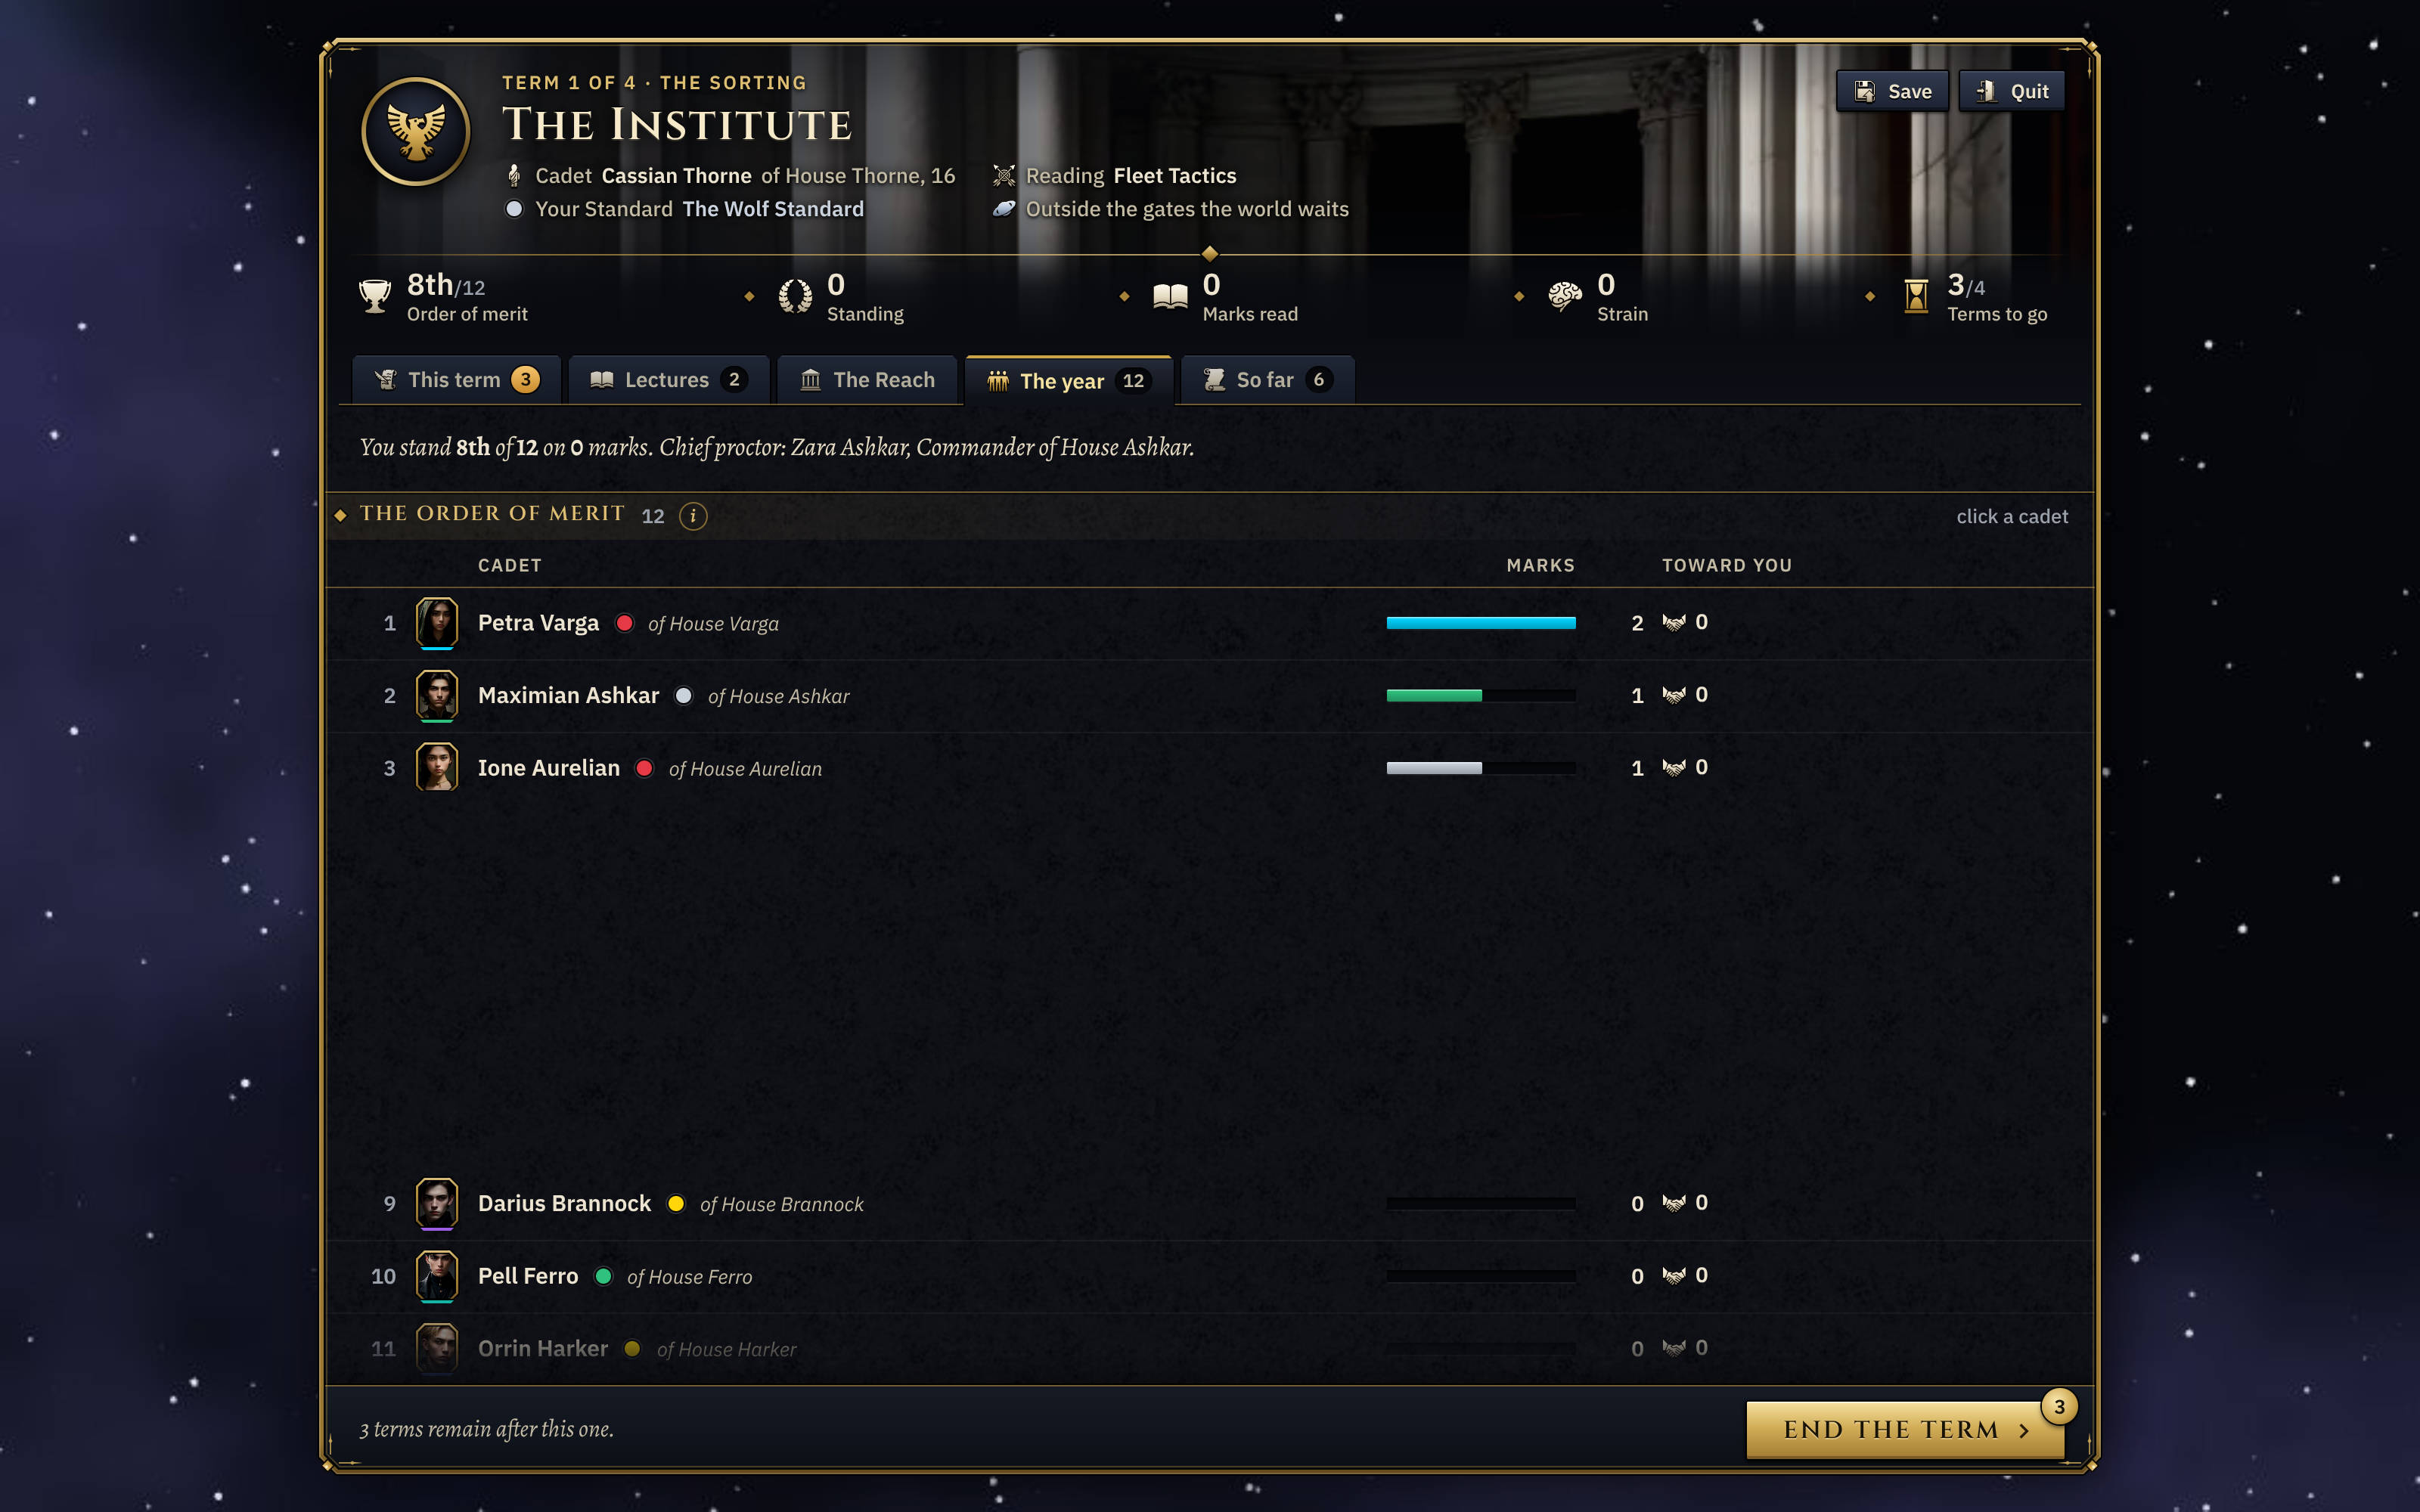 TERM 1 OF 4 · THE SORTING
THE INSTITUTE
Save
Quit
Cadet Cassian Thorne of House Thorne, 16
Reading Fleet Tactics
Your Standard The Wolf Standard
Outside the gates the world waits
8th/12
Order of merit
0
Standing
0
Marks read
0
Strain
3/4
Terms to go
This term 3
Lectures 2
The Reach
The year 12
So far 6
You stand 8th of 12 on 0 marks. Chief proctor: Zara Ashkar, Commander of House Ashkar.
THE ORDER OF MERIT 12 i
click a cadet
CADET MARKS TOWARD YOU
1 Petra Varga of House Varga 2 0
2 Maximian Ashkar of House Ashkar 1 0
3 Ione Aurelian of House Aurelian 1 0
9 Darius Brannock of House Brannock 0 0
10 Pell Ferro of House Ferro 0 0
11 Orrin Harker of House Harker 0 0
3 terms remain after this one.
END THE TERM
3